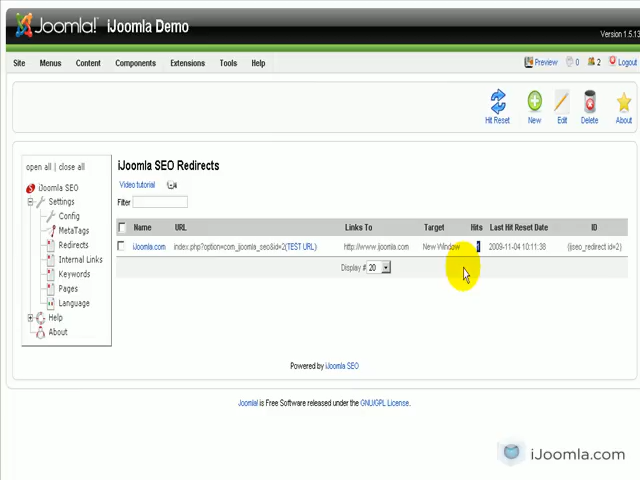 Joomla! iJoomla Demo
Version 1.5.13
Site Menus Content Components Extensions Tools Help Preview 0 2 Logout
Hit Reset New Edit Delete About
open all | close all
iJoomla SEO
Settings
Config
MetaTags
Redirects
Internal Links
Keywords
Pages
Language
Help
About
iJoomla SEO Redirects
Video tutorial
Filter
Name URL Links To Target Hits Last Hit Reset Date ID
iJoomla.com index.php?option=com_ijoomla_seo&id=2(TEST URL) http://www.ijoomla.com New Window 2009-11-04 10:11:38 {ijseo_redirect id=2}
Display # 20
Powered by iJoomla SEO
Joomla! is Free Software released under the GNU/GPL License.
iJoomla.com